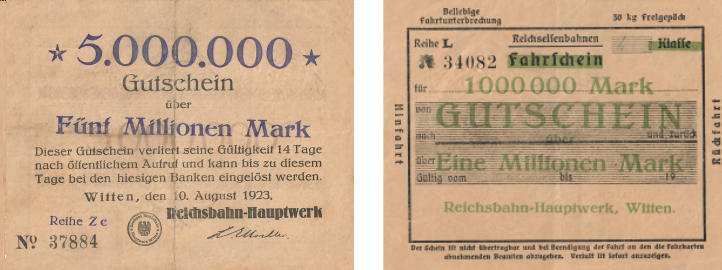 ★ 5.000.000 ★
Gutschein
über
Fünf Millionen Mark
Dieser Gutschein verliert seine Gültigkeit 14 Tage
nach öffentlichem Aufruf und kann bis zu diesem
Tage bei den hiesigen Banken eingelöst werden.
Witten, den 10. August 1923.
Reihe Z c
Reichsbahn-Hauptwerk
Nº 37884
Beliebige
Fahrtunterbrechung
30 kg Freigepäck
Reihe L
Reichseisenbahnen
Klasse
№ 34082
Fahrschein
für 1000000 Mark
von GUTSCHEIN
nach über und zurück
über Eine Millionen Mark
Gültig vom bis 19
Reichsbahn-Hauptwerk, Witten.
Hinfahrt
Rückfahrt
Der Schein ist nicht übertragbar und bei Beendigung der Fahrt an den die Fahrkarten
abnehmenden Beamten abzugeben. Verlust ist sofort anzuzeigen.